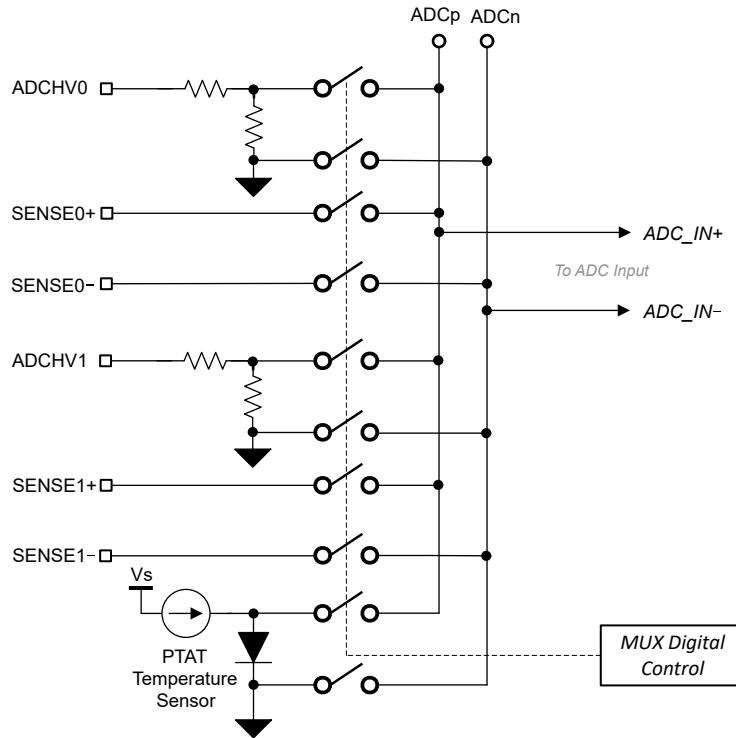 ADCp ADCn
ADCHV0
SENSE0+
ADC_IN+
To ADC Input
SENSE0−
ADC_IN−
ADCHV1
SENSE1+
SENSE1−
Vs
PTAT
Temperature
Sensor
MUX Digital
Control